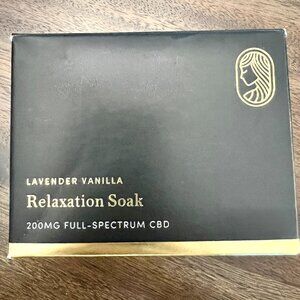 LAVENDER VANILLA
Relaxation Soak
200MG FULL-SPECTRUM CBD